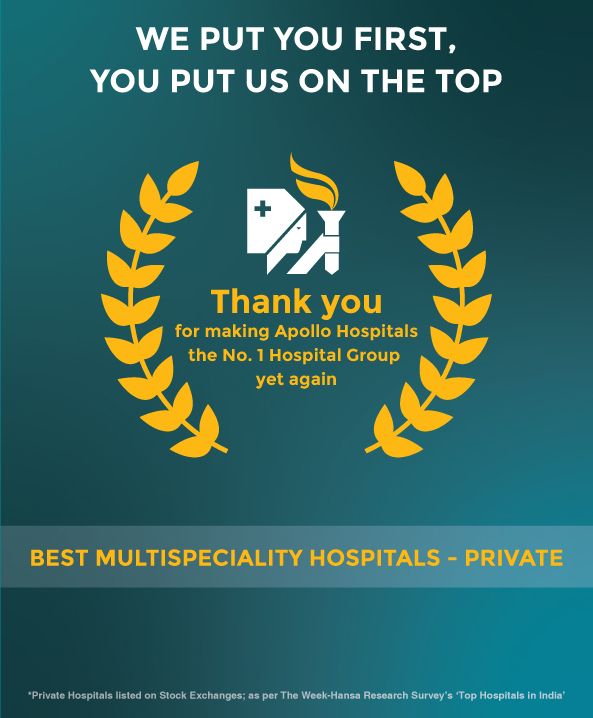 WE PUT YOU FIRST,
YOU PUT US ON THE TOP
Thank you
for making Apollo Hospitals
the No. 1 Hospital Group
yet again
BEST MULTISPECIALITY HOSPITALS - PRIVATE
*Private Hospitals listed on Stock Exchanges; as per The Week-Hansa Research Survey's 'Top Hospitals in India'